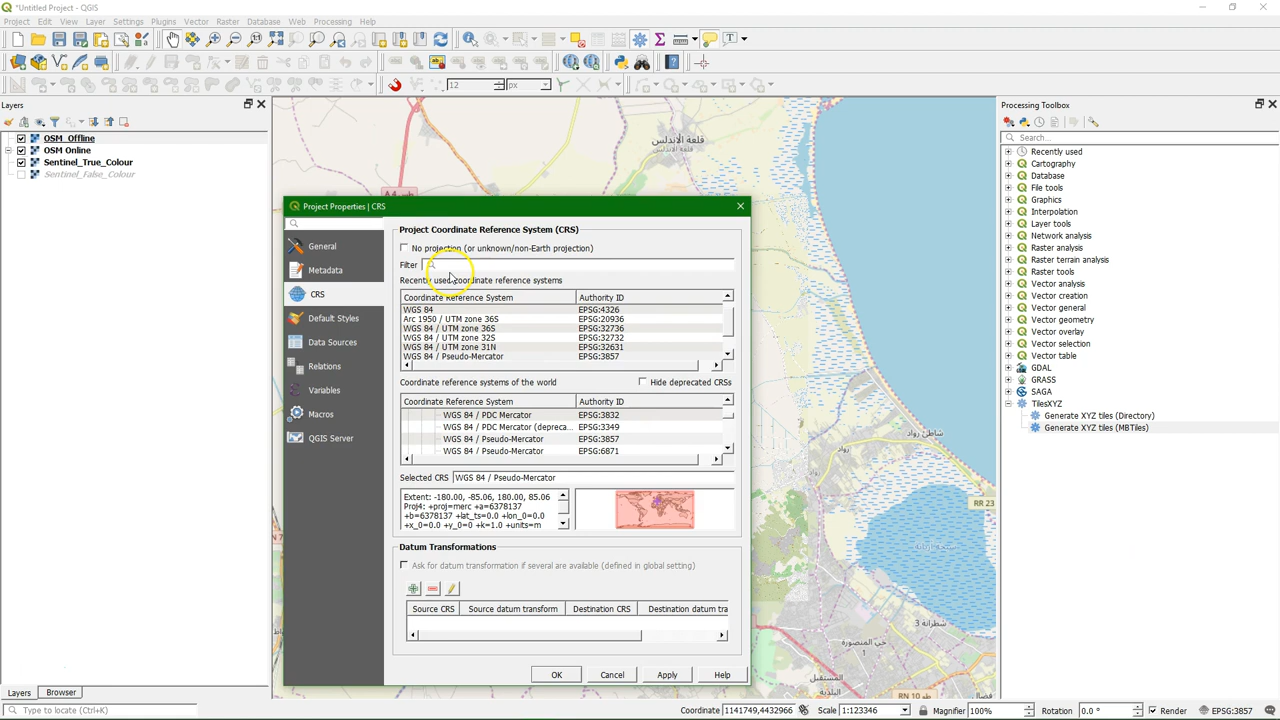 *Untitled Project - QGIS
Project Edit View Layer Settings Plugins Vector Raster Database Web Processing Help
12 px
Layers
Processing Toolbox
OSM_Offline
OSM Online
Sentinel_True_Colour
Sentinel_False_Colour
قلعة الأندلس
Search...
Recently used
Cartography
Database
File tools
Graphics
Interpolation
Layer tools
Network analysis
Raster analysis
Raster terrain analysis
Raster tools
Vector analysis
Vector creation
Vector general
Vector geometry
Vector overlay
Vector selection
Vector table
GDAL
GRASS
SAGA
TilesXYZ
Generate XYZ tiles (Directory)
Generate XYZ tiles (MBTiles)
Project Properties | CRS
General
Metadata
CRS
Default Styles
Data Sources
Relations
Variables
Macros
QGIS Server
Project Coordinate Reference System (CRS)
No projection (or unknown/non-Earth projection)
Filter
Recently used coordinate reference systems
Coordinate Reference System Authority ID
WGS 84 EPSG:4326
Arc 1950 / UTM zone 36S EPSG:20936
WGS 84 / UTM zone 36S EPSG:32736
WGS 84 / UTM zone 32S EPSG:32732
WGS 84 / UTM zone 31N EPSG:32631
WGS 84 / Pseudo-Mercator EPSG:3857
Coordinate reference systems of the world Hide deprecated CRSs
Coordinate Reference System Authority ID
WGS 84 / PDC Mercator EPSG:3832
WGS 84 / PDC Mercator (depreca... EPSG:3349
WGS 84 / Pseudo-Mercator EPSG:3857
WGS 84 / Pseudo-Mercator EPSG:6871
Selected CRS WGS 84 / Pseudo-Mercator
Extent: -180.00, -85.06, 180.00, 85.06
Proj4: +proj=merc +a=6378137
+b=6378137 +lat_ts=0.0 +lon_0=0.0
+x_0=0.0 +y_0=0 +k=1.0 +units=m
Datum Transformations
Ask for datum transformation if several are available (defined in global setting)
Source CRS Source datum transform Destination CRS Destination datum tra
OK Cancel Apply Help
شاطئ رواد
رواد
RR 23
سطرانة 3
حي المنصورة
المستقبل
RN 10
Layers Browser
Type to locate (Ctrl+K)
Coordinate 1141749,4432966 Scale 1:123346 Magnifier 100% Rotation 0.0 ° Render EPSG:3857